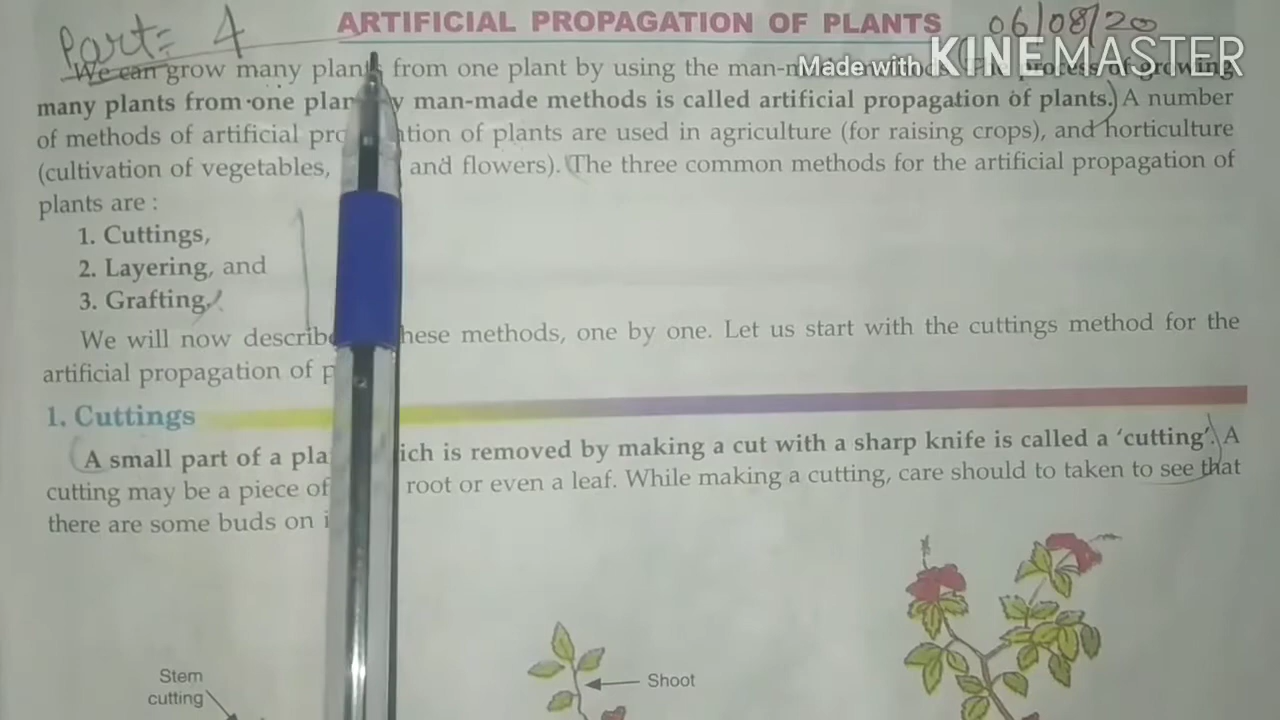 Part= 4
ARTIFICIAL PROPAGATION OF PLANTS
06/08/20
Made with KINEMASTER
We can grow many plants from one plant by using the man-m
many plants from one plan y man-made methods is called artificial propagation of plants. A number
of methods of artificial pro tion of plants are used in agriculture (for raising crops), and horticulture
(cultivation of vegetables, and flowers). The three common methods for the artificial propagation of
plants are :
1. Cuttings,
2. Layering, and
3. Grafting.
We will now describe hese methods, one by one. Let us start with the cuttings method for the
artificial propagation of p
1. Cuttings
A small part of a pla ich is removed by making a cut with a sharp knife is called a ‘cutting’. A
cutting may be a piece of root or even a leaf. While making a cutting, care should to taken to see that
there are some buds on i
Stem
cutting
Shoot